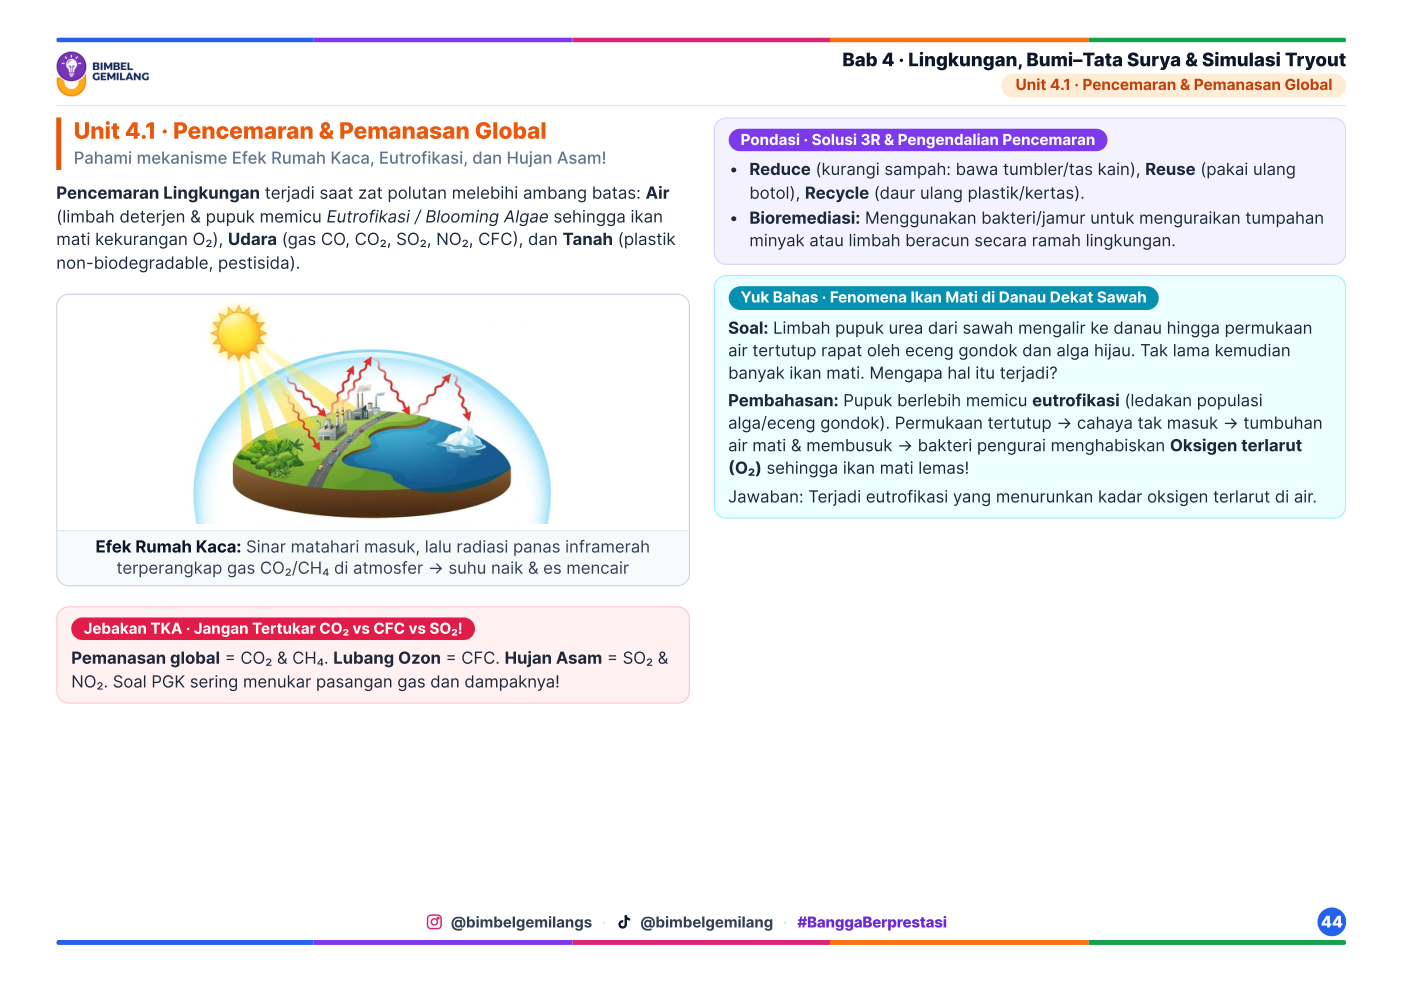 BIMBEL
GEMILANG
Bab 4 · Lingkungan, Bumi–Tata Surya & Simulasi Tryout
Unit 4.1 · Pencemaran & Pemanasan Global
Unit 4.1 · Pencemaran & Pemanasan Global
Pahami mekanisme Efek Rumah Kaca, Eutrofikasi, dan Hujan Asam!
Pencemaran Lingkungan terjadi saat zat polutan melebihi ambang batas: Air
(limbah deterjen & pupuk memicu Eutrofikasi / Blooming Algae sehingga ikan
mati kekurangan O₂), Udara (gas CO, CO₂, SO₂, NO₂, CFC), dan Tanah (plastik
non-biodegradable, pestisida).
Efek Rumah Kaca: Sinar matahari masuk, lalu radiasi panas inframerah
terperangkap gas CO₂/CH₄ di atmosfer → suhu naik & es mencair
Jebakan TKA · Jangan Tertukar CO₂ vs CFC vs SO₂!
Pemanasan global = CO₂ & CH₄. Lubang Ozon = CFC. Hujan Asam = SO₂ &
NO₂. Soal PGK sering menukar pasangan gas dan dampaknya!
Pondasi · Solusi 3R & Pengendalian Pencemaran
• Reduce (kurangi sampah: bawa tumbler/tas kain), Reuse (pakai ulang
botol), Recycle (daur ulang plastik/kertas).
• Bioremediasi: Menggunakan bakteri/jamur untuk menguraikan tumpahan
minyak atau limbah beracun secara ramah lingkungan.
Yuk Bahas · Fenomena Ikan Mati di Danau Dekat Sawah
Soal: Limbah pupuk urea dari sawah mengalir ke danau hingga permukaan
air tertutup rapat oleh eceng gondok dan alga hijau. Tak lama kemudian
banyak ikan mati. Mengapa hal itu terjadi?
Pembahasan: Pupuk berlebih memicu eutrofikasi (ledakan populasi
alga/eceng gondok). Permukaan tertutup → cahaya tak masuk → tumbuhan
air mati & membusuk → bakteri pengurai menghabiskan Oksigen terlarut
(O₂) sehingga ikan mati lemas!
Jawaban: Terjadi eutrofikasi yang menurunkan kadar oksigen terlarut di air.
@bimbelgemilangs · @bimbelgemilang · #BanggaBerprestasi
44